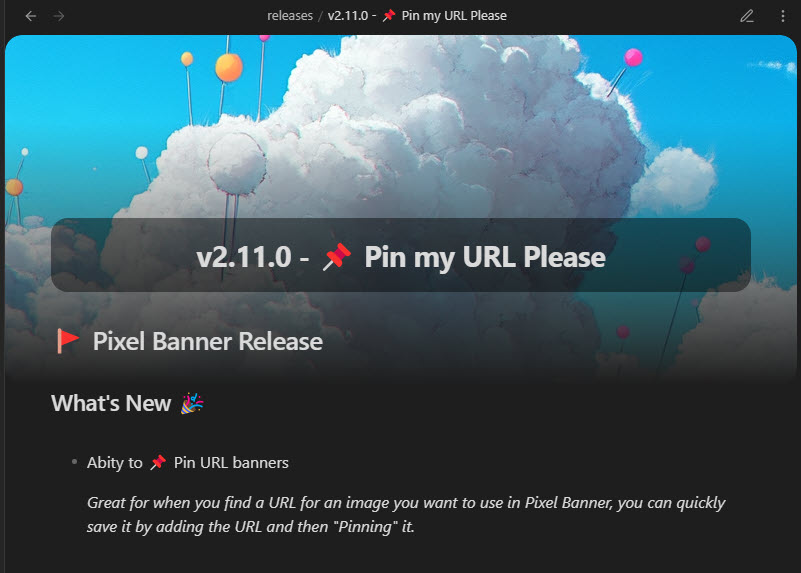 releases / v2.11.0 - 📌 Pin my URL Please
v2.11.0 - 📌 Pin my URL Please
🚩 Pixel Banner Release
What's New 🎉
Abity to 📌 Pin URL banners
Great for when you find a URL for an image you want to use in Pixel Banner, you can quickly
save it by adding the URL and then "Pinning" it.